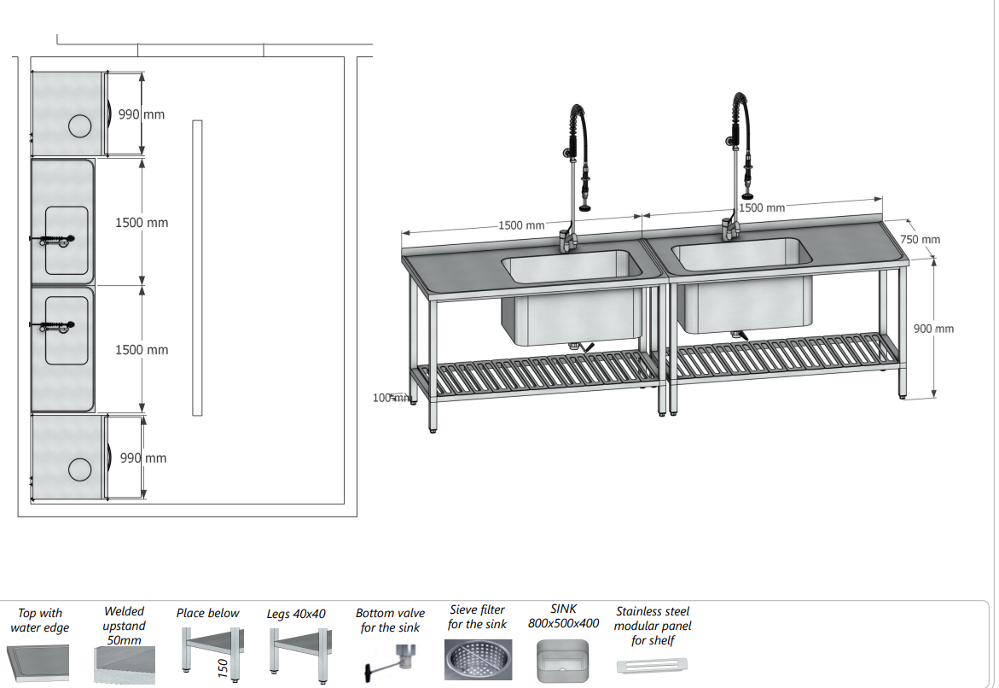 990 mm
1500 mm
1500 mm
990 mm
1500 mm
1500 mm
750 mm
900 mm
100mm
Top with
water edge
Welded
upstand
50mm
Place below
150
Legs 40x40
Bottom valve
for the sink
Sieve filter
for the sink
SINK
800x500x400
Stainless steel
modular panel
for shelf